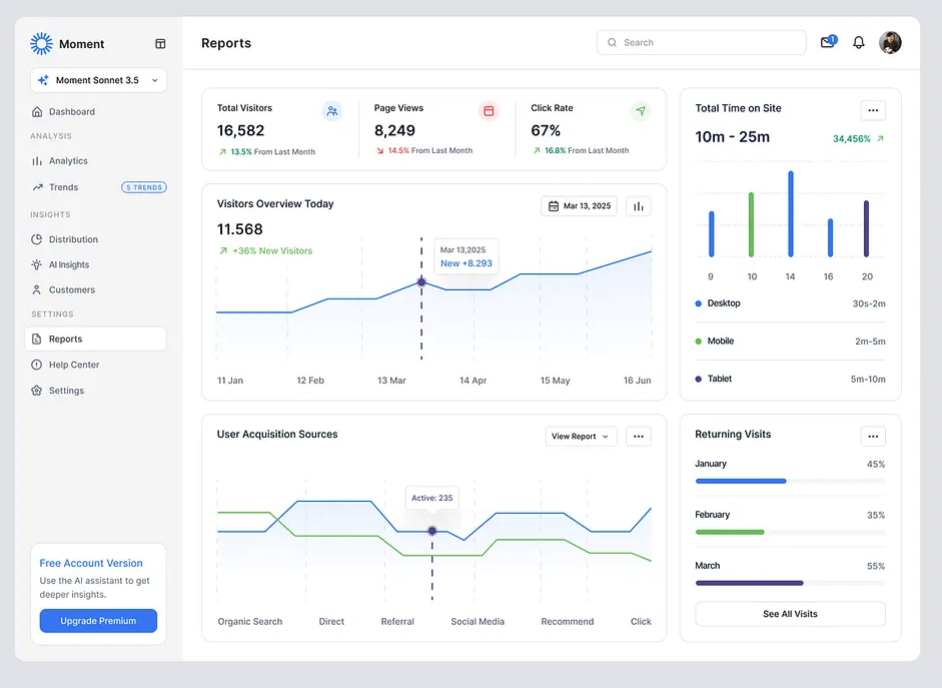 Moment
Moment Sonnet 3.5
Dashboard
ANALYSIS
Analytics
Trends
5 TRENDS
INSIGHTS
Distribution
AI Insights
Customers
SETTINGS
Reports
Help Center
Settings
Free Account Version
Use the AI assistant to get
deeper insights.
Upgrade Premium
Reports
Search
1
Total Visitors
16,582
13.5% From Last Month
Page Views
8,249
14.5% From Last Month
Click Rate
67%
16.8% From Last Month
Visitors Overview Today
Mar 13, 2025
11.568
+36% New Visitors
Mar 13,2025
New +8.293
11 Jan
12 Feb
13 Mar
14 Apr
15 May
16 Jun
User Acquisition Sources
View Report
Active: 235
Organic Search
Direct
Referral
Social Media
Recommend
Click
Total Time on Site
10m - 25m
34,456%
9
10
14
16
20
Desktop
30s-2m
Mobile
2m-5m
Tablet
5m-10m
Returning Visits
January
45%
February
35%
March
55%
See All Visits